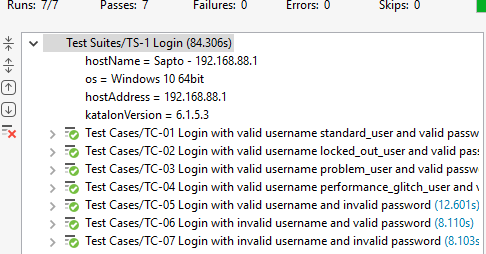 Runs: 7/7 Passes: 7 Failures: 0 Errors: 0 Skips: 0
Test Suites/TS-1 Login (84.306s)
hostName = Sapto - 192.168.88.1
os = Windows 10 64bit
hostAddress = 192.168.88.1
katalonVersion = 6.1.5.3
Test Cases/TC-01 Login with valid username standard_user and valid passw
Test Cases/TC-02 Login with valid username locked_out_user and valid pas
Test Cases/TC-03 Login with valid username problem_user and valid passw
Test Cases/TC-04 Login with valid username performance_glitch_user and v
Test Cases/TC-05 Login with valid username and invalid password (12.601s)
Test Cases/TC-06 Login with invalid username and valid password (8.110s)
Test Cases/TC-07 Login with invalid username and invalid password (8.103s